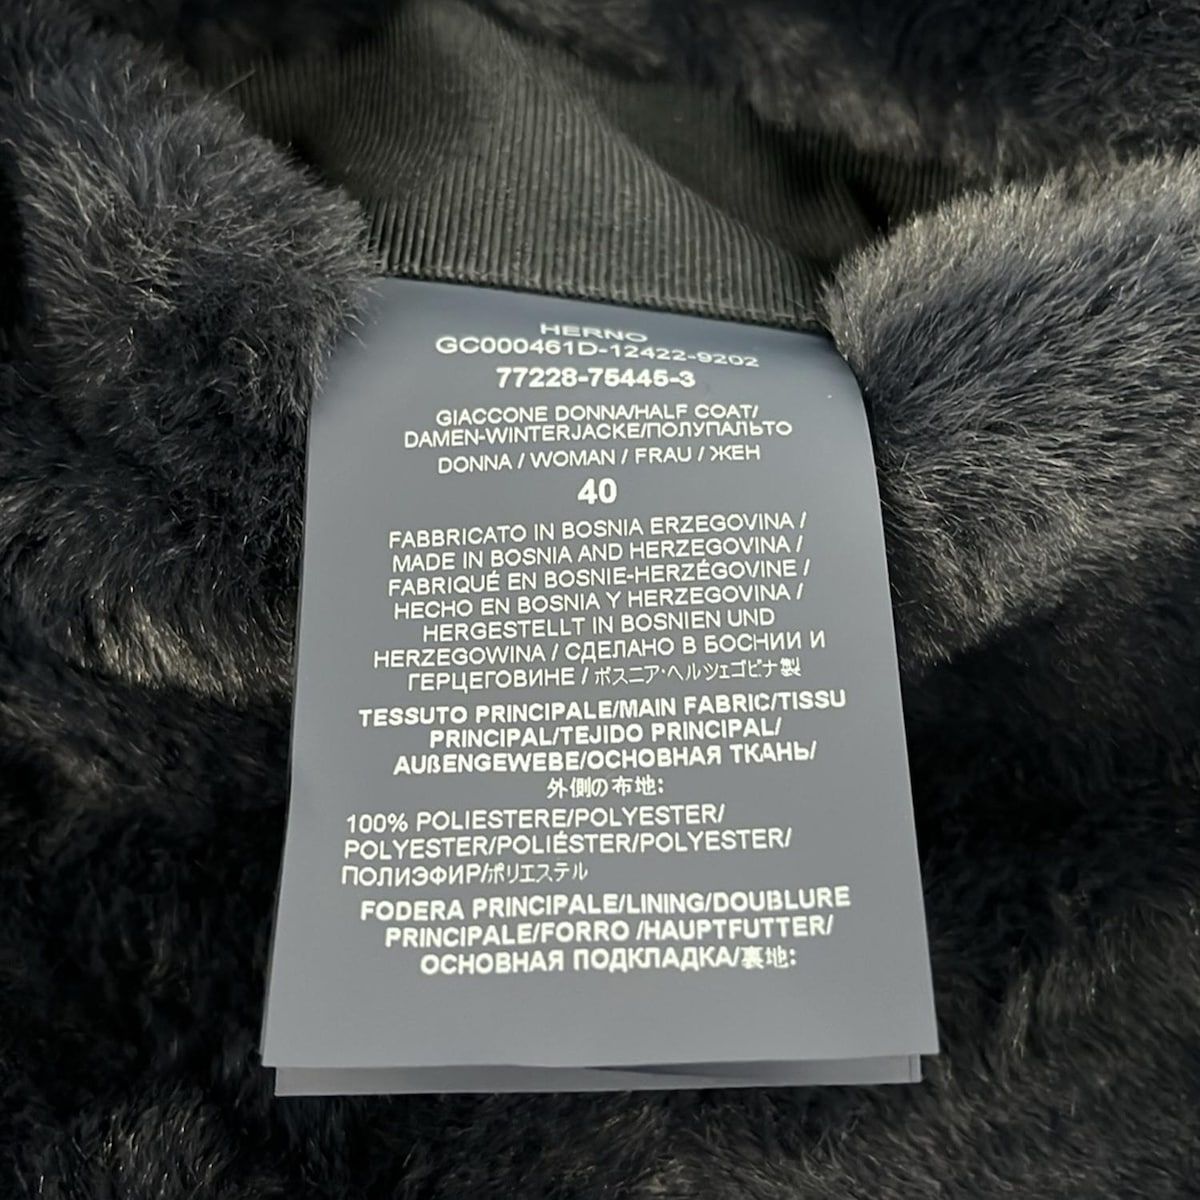 HERNO
GC000461D-12422-9202
77228-75445-3
GIACCONE DONNA/HALF COAT/
DAMEN-WINTERJACKE/ПОЛУПАЛЬТО
DONNA / WOMAN / FRAU / ЖЕН
40
FABBRICATO IN BOSNIA ERZEGOVINA /
MADE IN BOSNIA AND HERZEGOVINA /
FABRIQUÉ EN BOSNIE-HERZÉGOVINE /
HECHO EN BOSNIA Y HERZEGOVINA /
HERGESTELLT IN BOSNIEN UND
HERZEGOWINA / СДЕЛАНО В БОСНИИ И
ГЕРЦЕГОВИНЕ / ボスニア・ヘルツェゴビナ製
TESSUTO PRINCIPALE/MAIN FABRIC/TISSU
PRINCIPAL/TEJIDO PRINCIPAL/
AUßENGEWEBE/ОСНОВНАЯ ТКАНЬ/
外側の布地:
100% POLIESTERE/POLYESTER/
POLYESTER/POLIÉSTER/POLYESTER/
ПОЛИЭФИР/ポリエステル
FODERA PRINCIPALE/LINING/DOUBLURE
PRINCIPALE/FORRO /HAUPTFUTTER/
ОСНОВНАЯ ПОДКЛАДКА/裏地: